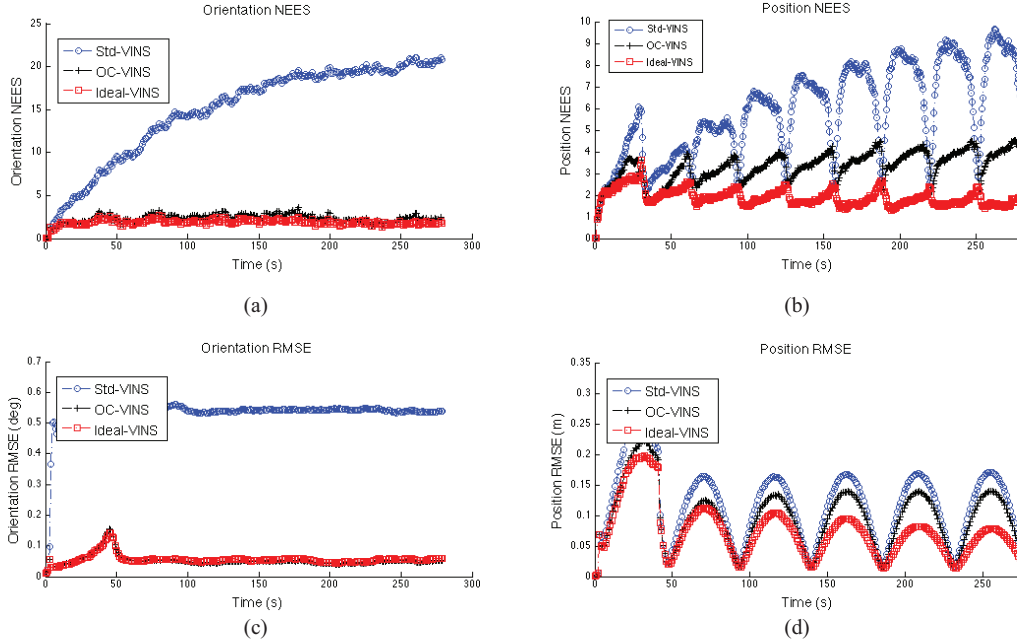 Orientation NEES
25
20
15
10
5
0
0 50 100 150 200 250 300
Orientation NEES
Time (s)
Std-VINS
OC-VINS
Ideal-VINS
(a)
Position NEES
10
9
8
7
6
5
4
3
2
1
0
0 50 100 150 200 250
Position NEES
Time (s)
Std-VINS
OC-VINS
Ideal-VINS
(b)
Orientation RMSE
0.7
0.6
0.5
0.4
0.3
0.2
0.1
0
0 50 100 150 200 250 300
Orientation RMSE (deg)
Time (s)
Std-VINS
OC-VINS
Ideal-VINS
(c)
Position RMSE
0.35
0.3
0.25
0.2
0.15
0.1
0.05
0
0 50 100 150 200 250
Position RMSE (m)
Time (s)
Std-VINS
OC-VINS
Ideal-VINS
(d)